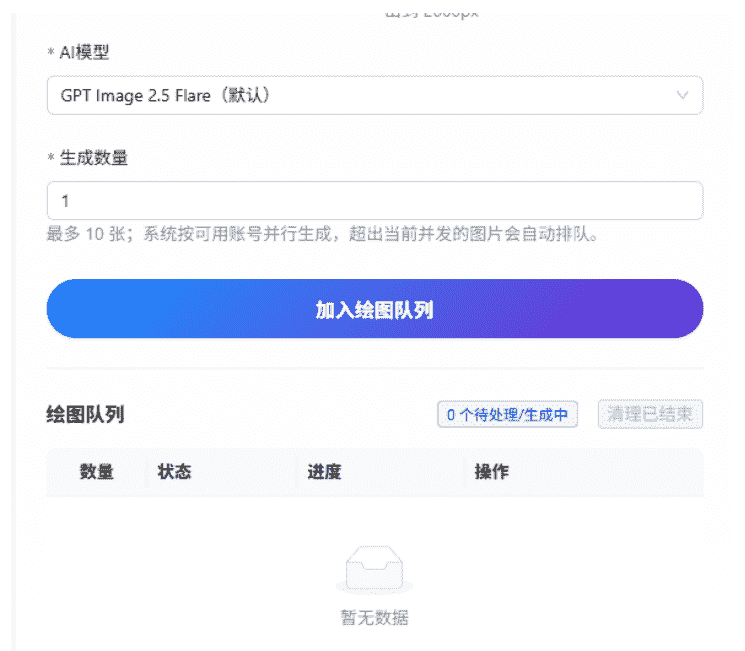 * AI模型
GPT Image 2.5 Flare（默认）
* 生成数量
1
最多 10 张；系统按可用账号并行生成，超出当前并发的图片会自动排队。
加入绘图队列
绘图队列
0 个待处理/生成中
清理已结束
数量 状态 进度 操作
暂无数据